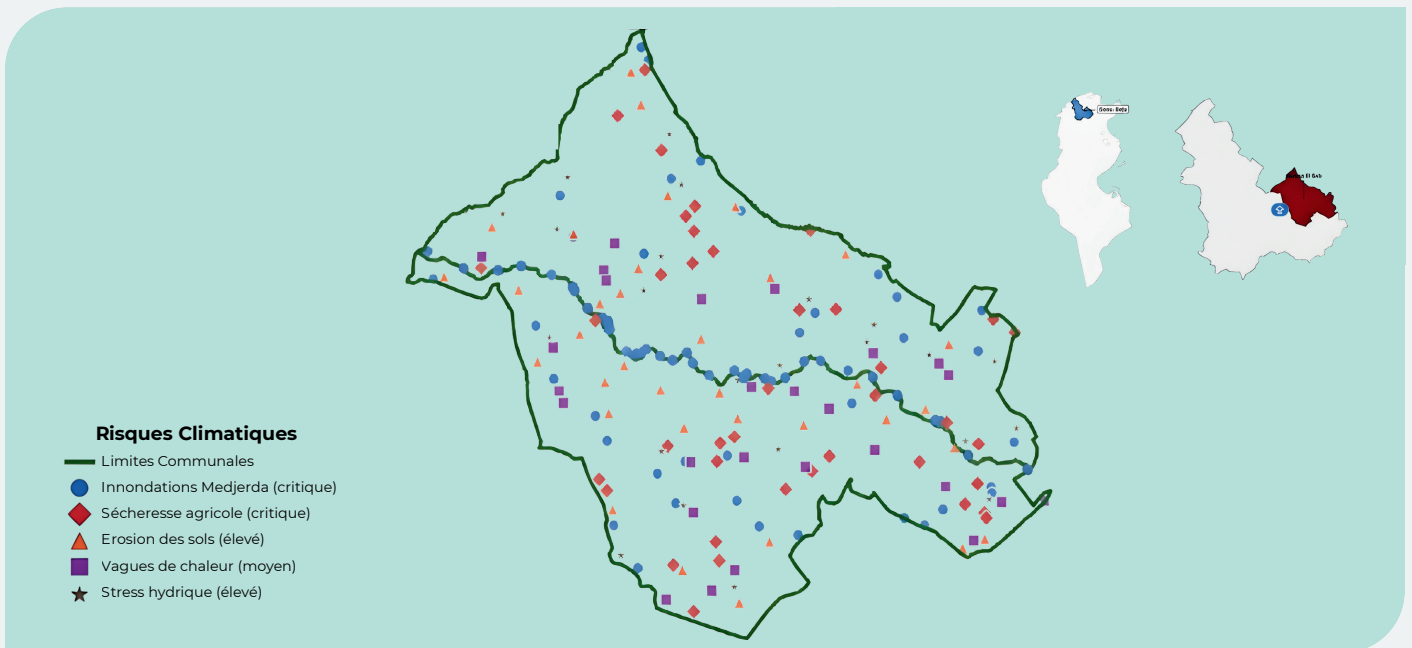 Risques Climatiques
Limites Communales
Innondations Medjerda (critique)
Sécheresse agricole (critique)
Erosion des sols (élevé)
Vagues de chaleur (moyen)
Stress hydrique (élevé)